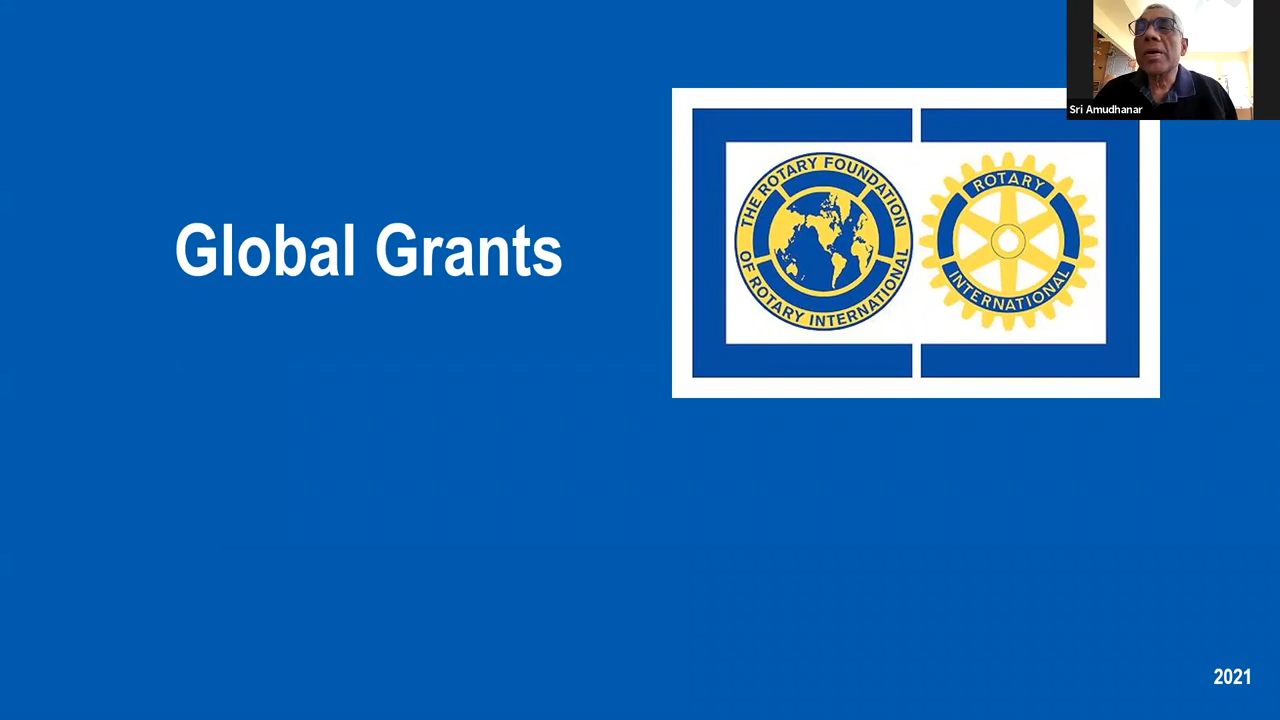 Sri Amudhanar
Global Grants
THE ROTARY FOUNDATION
OF ROTARY INTERNATIONAL
ROTARY
INTERNATIONAL
2021